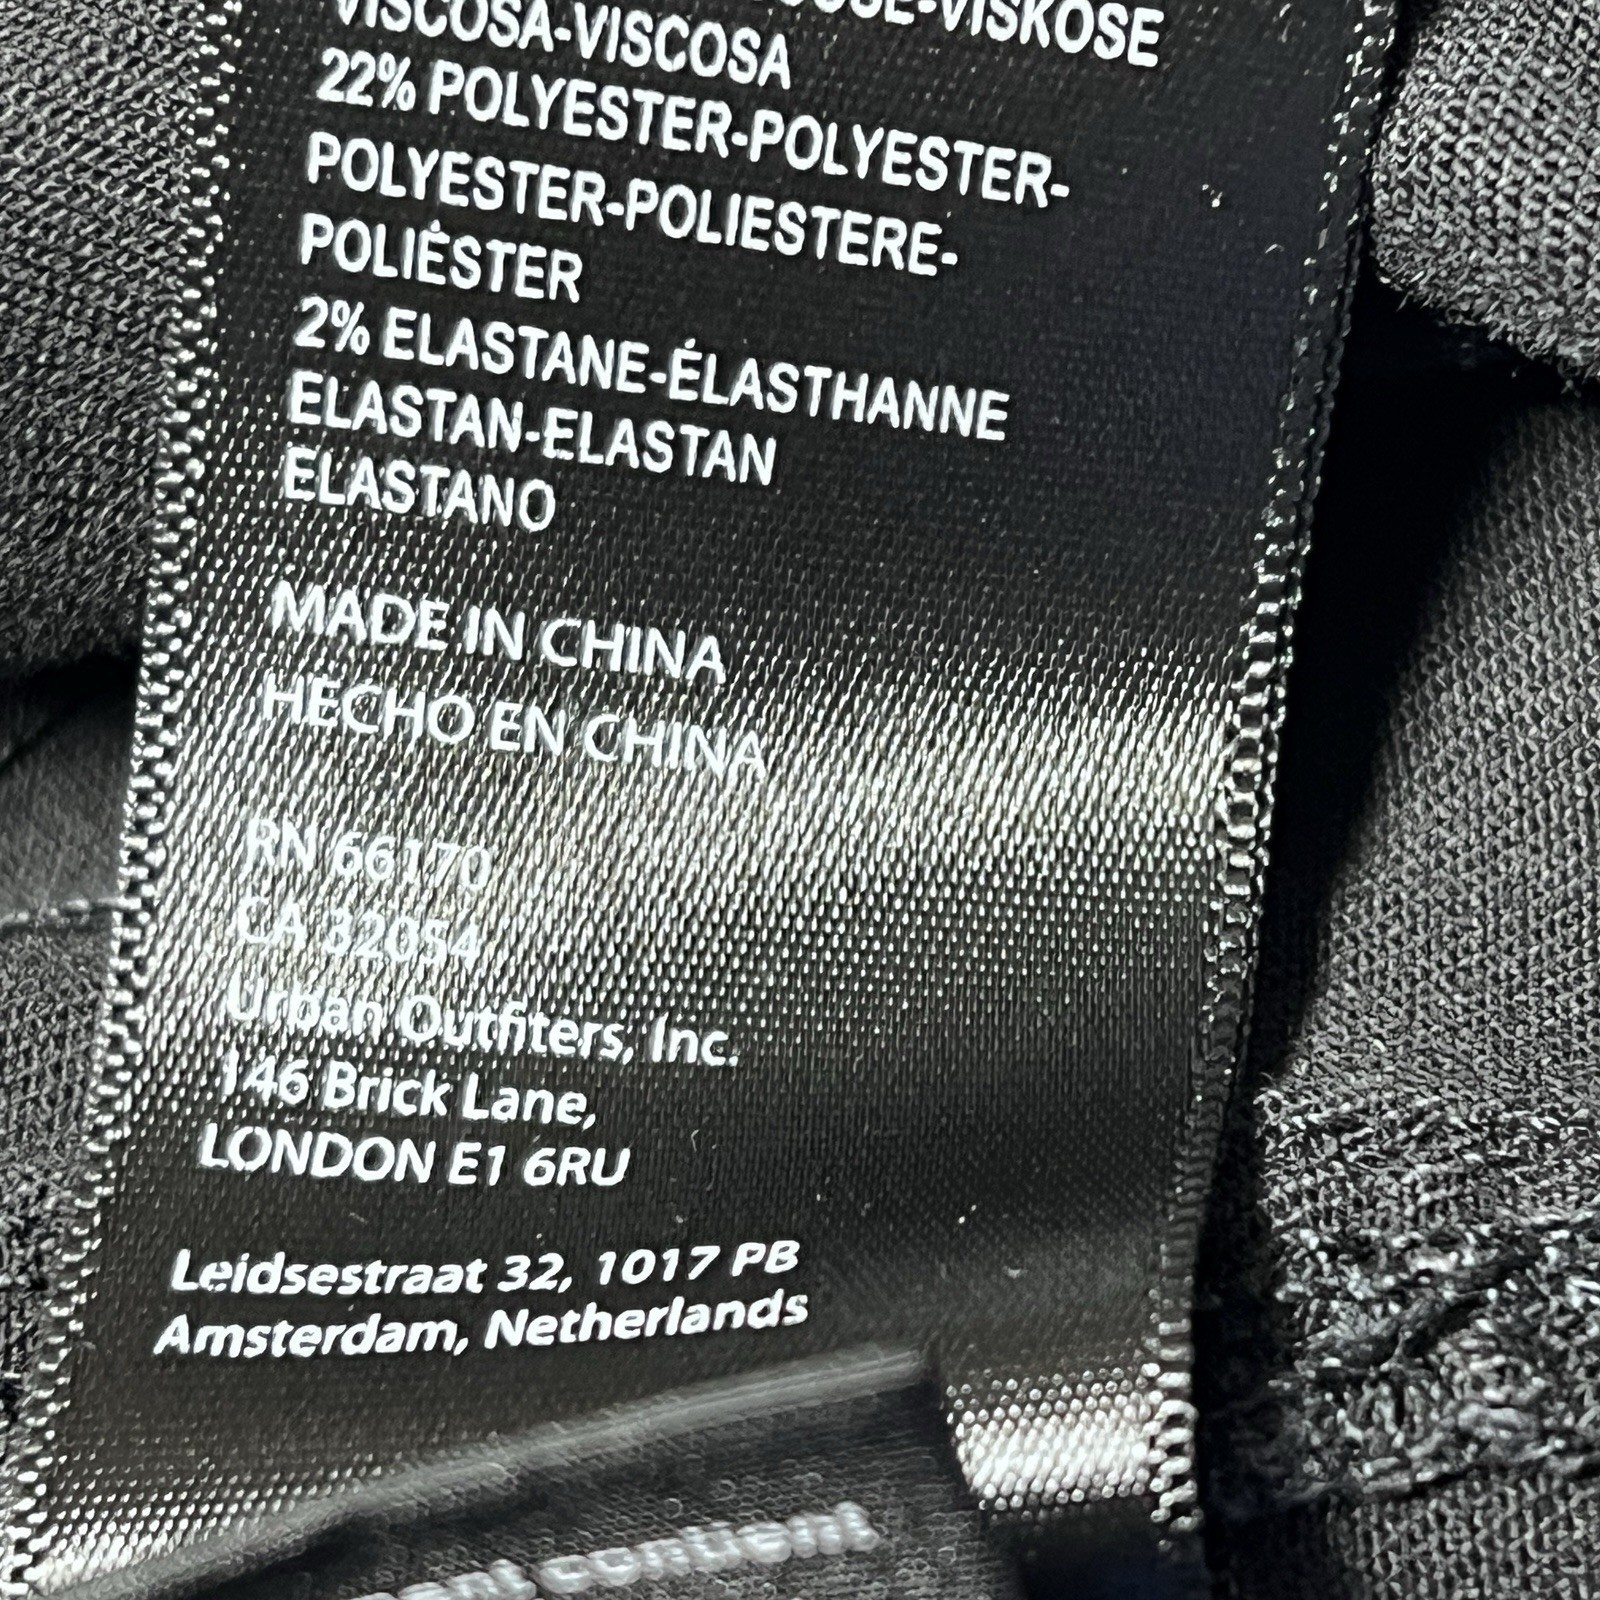 -VISKOSE
VISCOSA-VISCOSA
22% POLYESTER-POLYESTER-
POLYESTER-POLIESTERE-
POLIÉSTER
2% ELASTANE-ÉLASTHANNE
ELASTAN-ELASTAN
ELASTANO
MADE IN CHINA
HECHO EN CHINA
RN 66170
CA 32054
Urban Outfitters, Inc.
146 Brick Lane,
LONDON E1 6RU
Leidsestraat 32, 1017 PB
Amsterdam, Netherlands